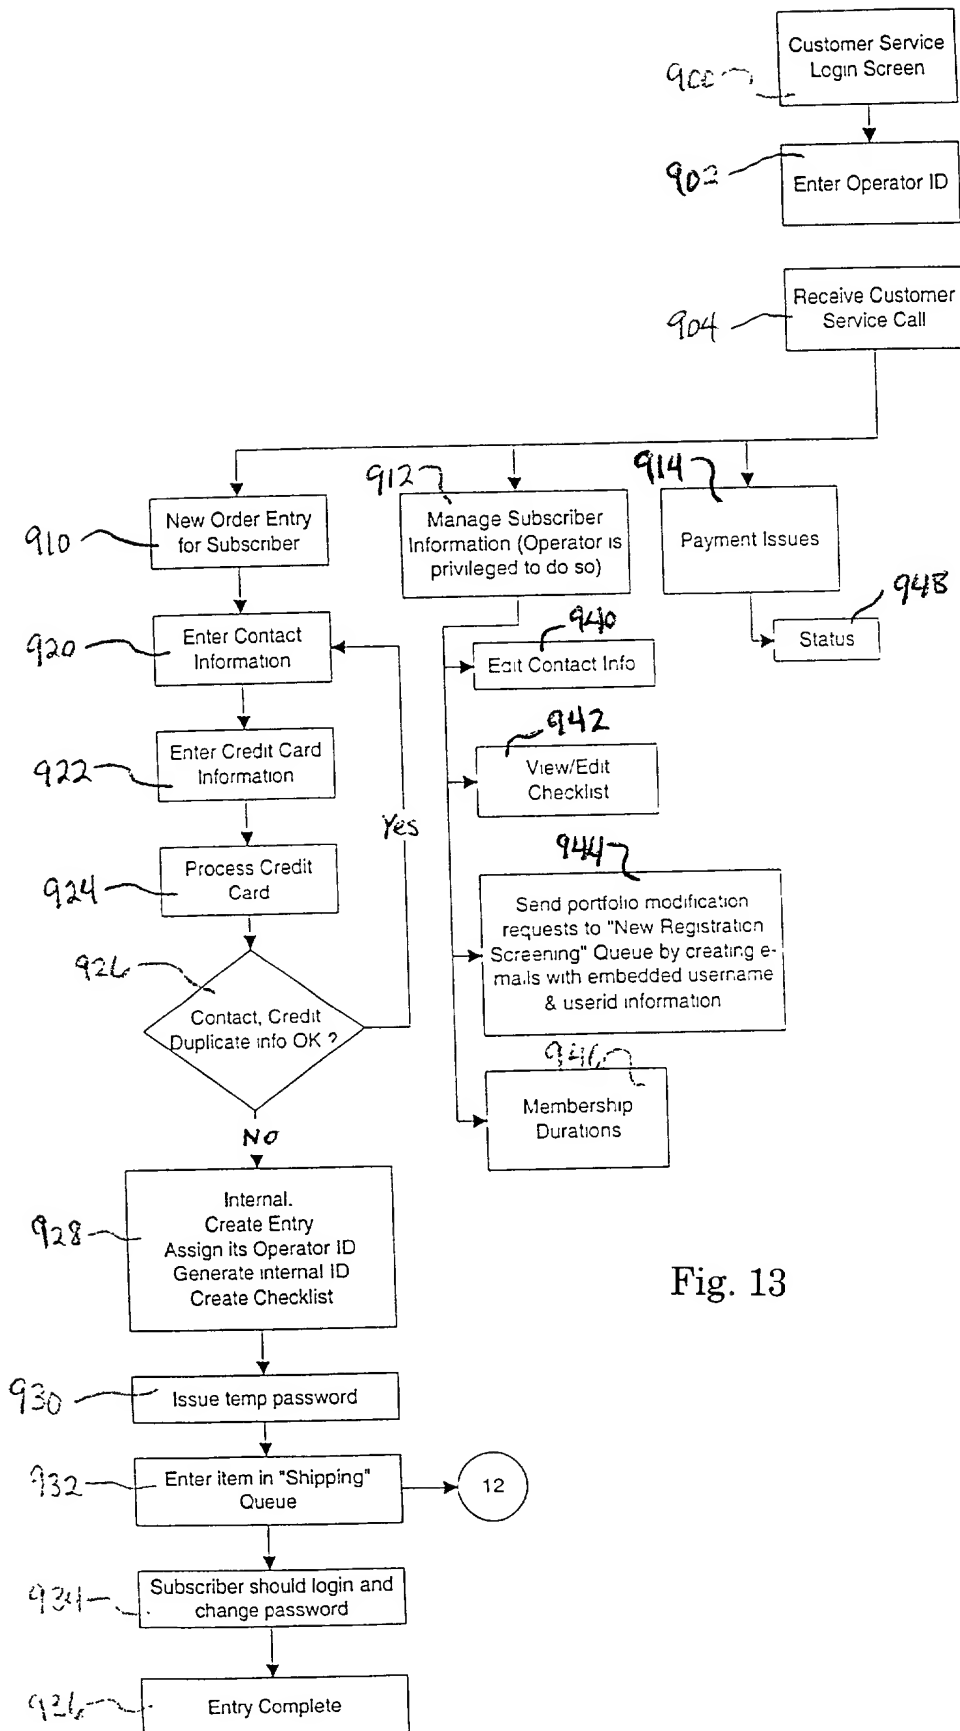 Customer Service
Login Screen
900
902
Enter Operator ID
Receive Customer
Service Call
904
912
914
910
New Order Entry
for Subscriber
Manage Subscriber
Information (Operator is
privileged to do so)
Payment Issues
948
Status
920
Enter Contact
Information
940
Edit Contact Info
922
Enter Credit Card
Information
942
View/Edit
Checklist
Yes
924
Process Credit
Card
944
Send portfolio modification
requests to "New Registration
Screening" Queue by creating e-
mails with embedded username
& userid information
926
Contact, Credit
Duplicate info OK ?
946
Membership
Durations
NO
928
Internal.
Create Entry
Assign its Operator ID
Generate internal ID
Create Checklist
Fig. 13
930
Issue temp password
932
Enter item in "Shipping"
Queue
12
934
Subscriber should login and
change password
936
Entry Complete